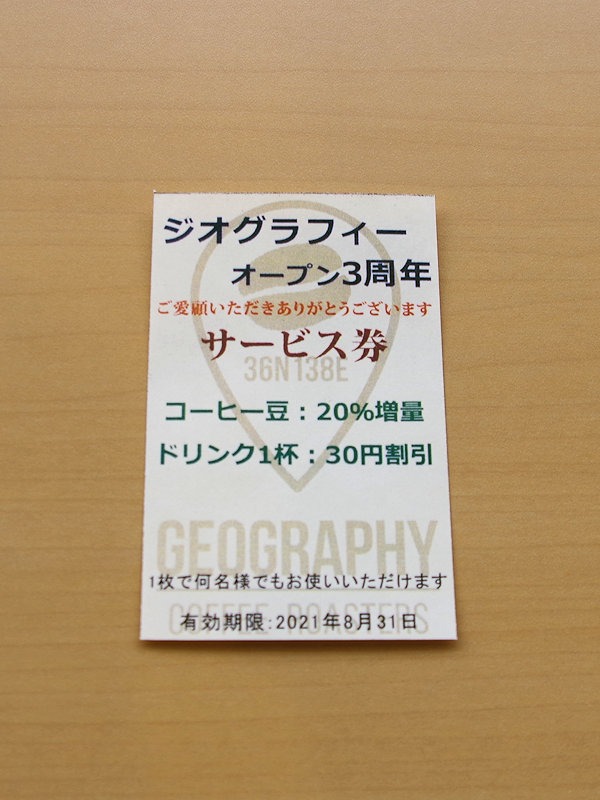 ジオグラフィー
オープン3周年
ご愛願いただきありがとうございます
サービス券
36N138E
コーヒー豆：20%増量
ドリンク1杯：30円割引
GEOGRAPHY
1枚で何名様でもお使いいただけます
COFFEE ROASTERS
有効期限:2021年8月31日